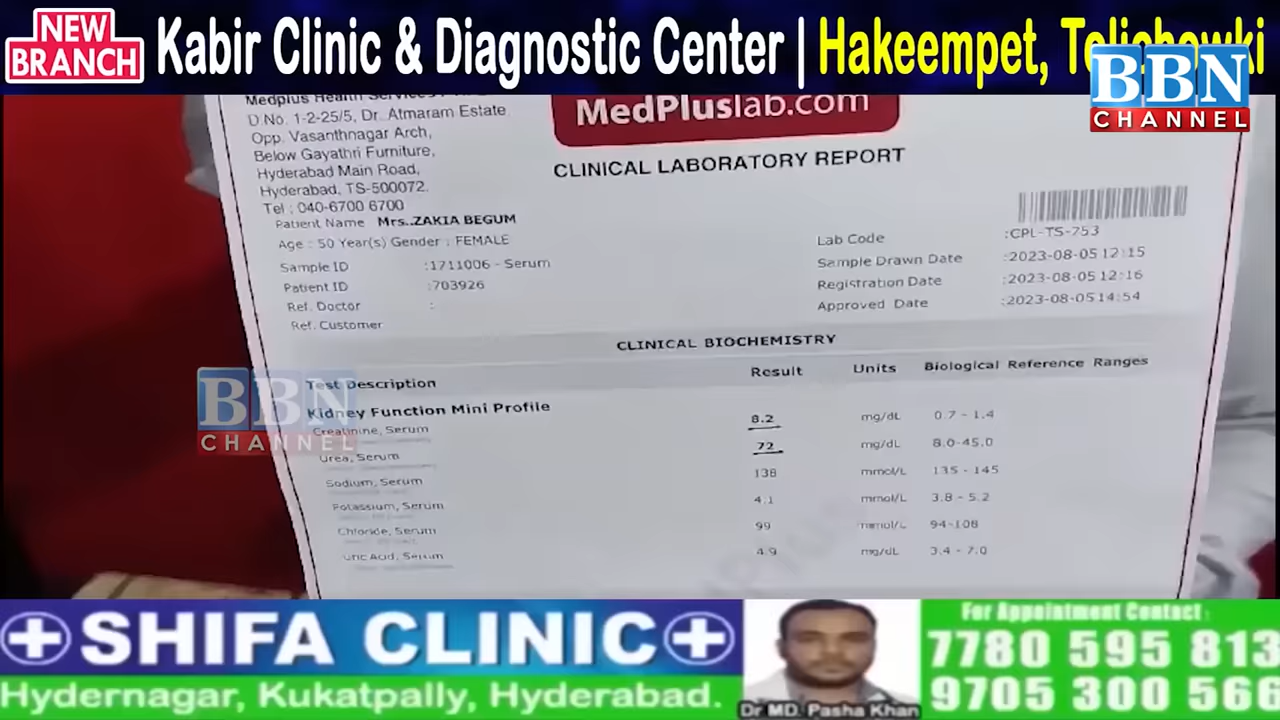 NEW
BRANCH
Kabir Clinic & Diagnostic Center | Hakeempet,
BBN
CHANNEL
Medplus Health Services
D.No. 1-2-25/5, Dr. Atmaram Estate
Opp. Vasanthnagar Arch,
Below Gayathri Furniture,
Hyderabad Main Road,
Hyderabad, TS-500072.
Tel : 040-6700 6700
MedPluslab.com
CLINICAL LABORATORY REPORT
Patient Name Mrs..ZAKIA BEGUM
Age : 50 Year(s) Gender : FEMALE
Sample ID :1711006 - Serum
Patient ID :703926
Ref. Doctor :
Ref. Customer
Lab Code :CPL-TS-753
Sample Drawn Date :2023-08-05 12:15
Registration Date :2023-08-05 12:16
Approved Date :2023-08-05 14:54
CLINICAL BIOCHEMISTRY
Test Description Result Units Biological Reference Ranges
Kidney Function Mini Profile
Creatinine, Serum 8.2 mg/dL 0.7 - 1.4
Urea, Serum 72 mg/dL 8.0-45.0
Sodium, Serum 138 mmol/L 135 - 145
Potassium, Serum 4.1 mmol/L 3.8 - 5.2
Chloride, Serum 99 mmol/L 94-108
Uric Acid, Serum 4.9 mg/dL 3.4 - 7.0
BBN
CHANNEL
SHIFA CLINIC
Hydernagar, Kukatpally, Hyderabad.
Dr MD. Pasha Khan
For Appointment Contact :
7780 595 813
9705 300 566